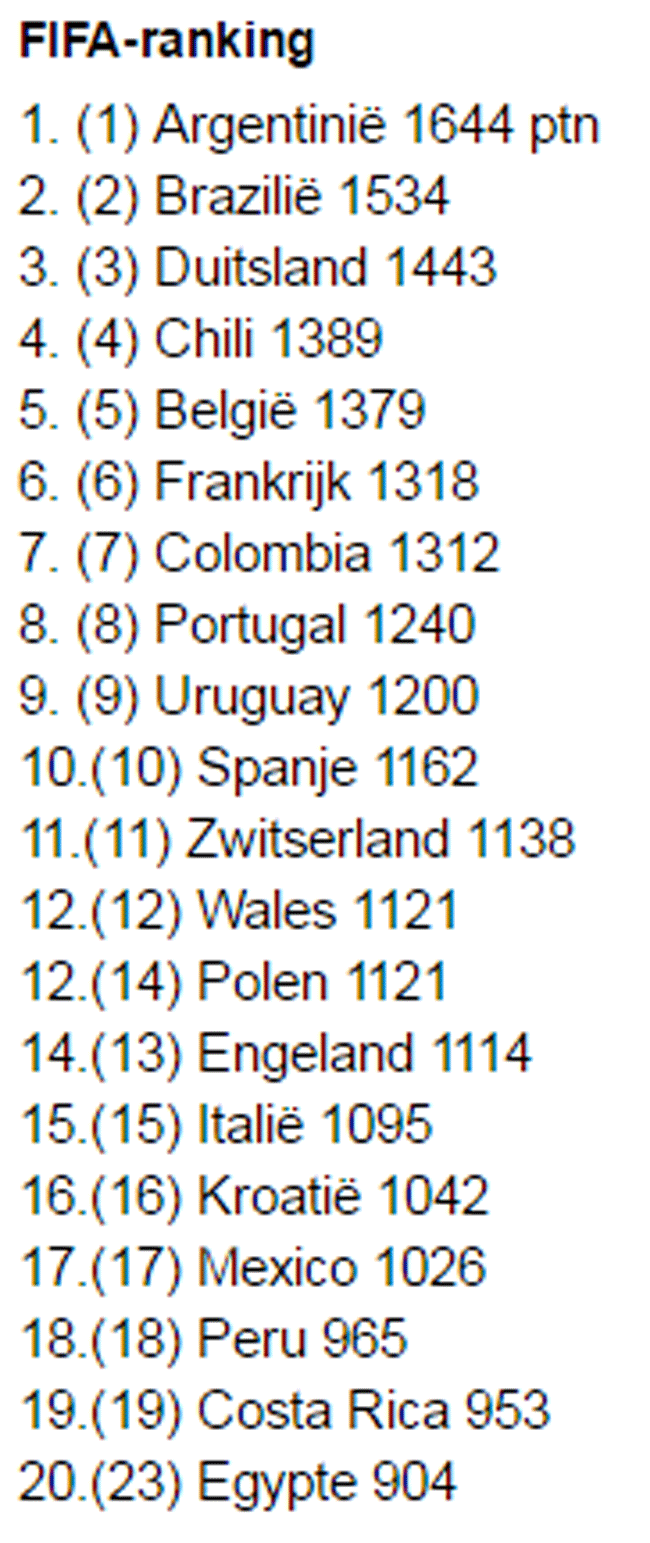 FIFA-ranking
1. (1) Argentinië 1644 ptn
2. (2) Brazilië 1534
3. (3) Duitsland 1443
4. (4) Chili 1389
5. (5) België 1379
6. (6) Frankrijk 1318
7. (7) Colombia 1312
8. (8) Portugal 1240
9. (9) Uruguay 1200
10.(10) Spanje 1162
11.(11) Zwitserland 1138
12.(12) Wales 1121
12.(14) Polen 1121
14.(13) Engeland 1114
15.(15) Italië 1095
16.(16) Kroatië 1042
17.(17) Mexico 1026
18.(18) Peru 965
19.(19) Costa Rica 953
20.(23) Egypte 904